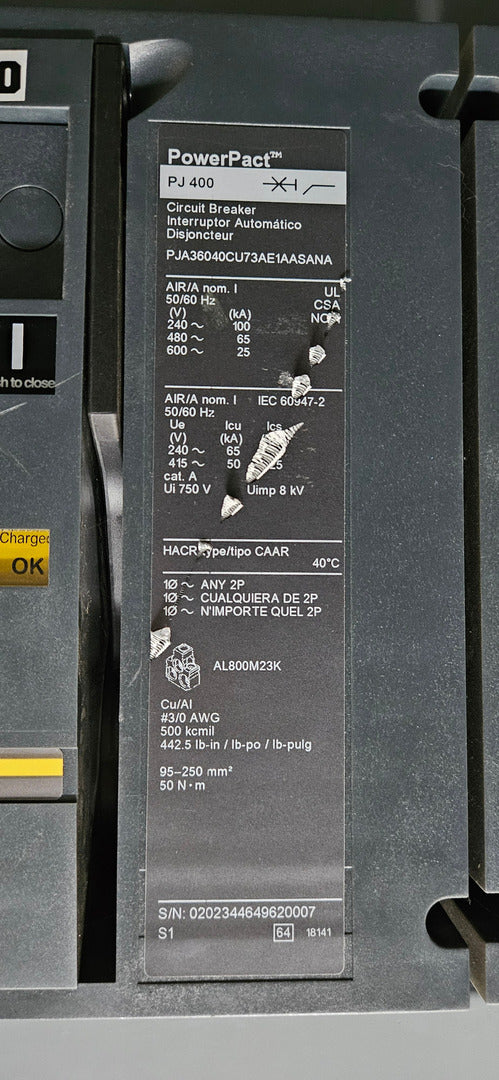 0
I
h to close
Charged
OK
PowerPact™
PJ 400
Circuit Breaker
Interruptor Automático
Disjoncteur
PJA36040CU73AE1AASANA
AIR/A nom. I UL
50/60 Hz CSA
(V) (kA)
240 ~ 100
480 ~ 65
600 ~ 25
AIR/A nom. I IEC 60947-2
50/60 Hz
Ue Icu Ics
(V) (kA)
240 ~ 65
415 ~ 50
cat. A
Ui 750 V Uimp 8 kV
HACR type/tipo CAAR
40°C
1Ø ~ ANY 2P
1Ø ~ CUALQUIERA DE 2P
1Ø ~ N'IMPORTE QUEL 2P
AL800M23K
Cu/Al
#3/0 AWG
500 kcmil
442.5 lb-in / lb-po / lb-pulg
95–250 mm²
50 N·m
S/N: 0202344649620007
S1 64 18141